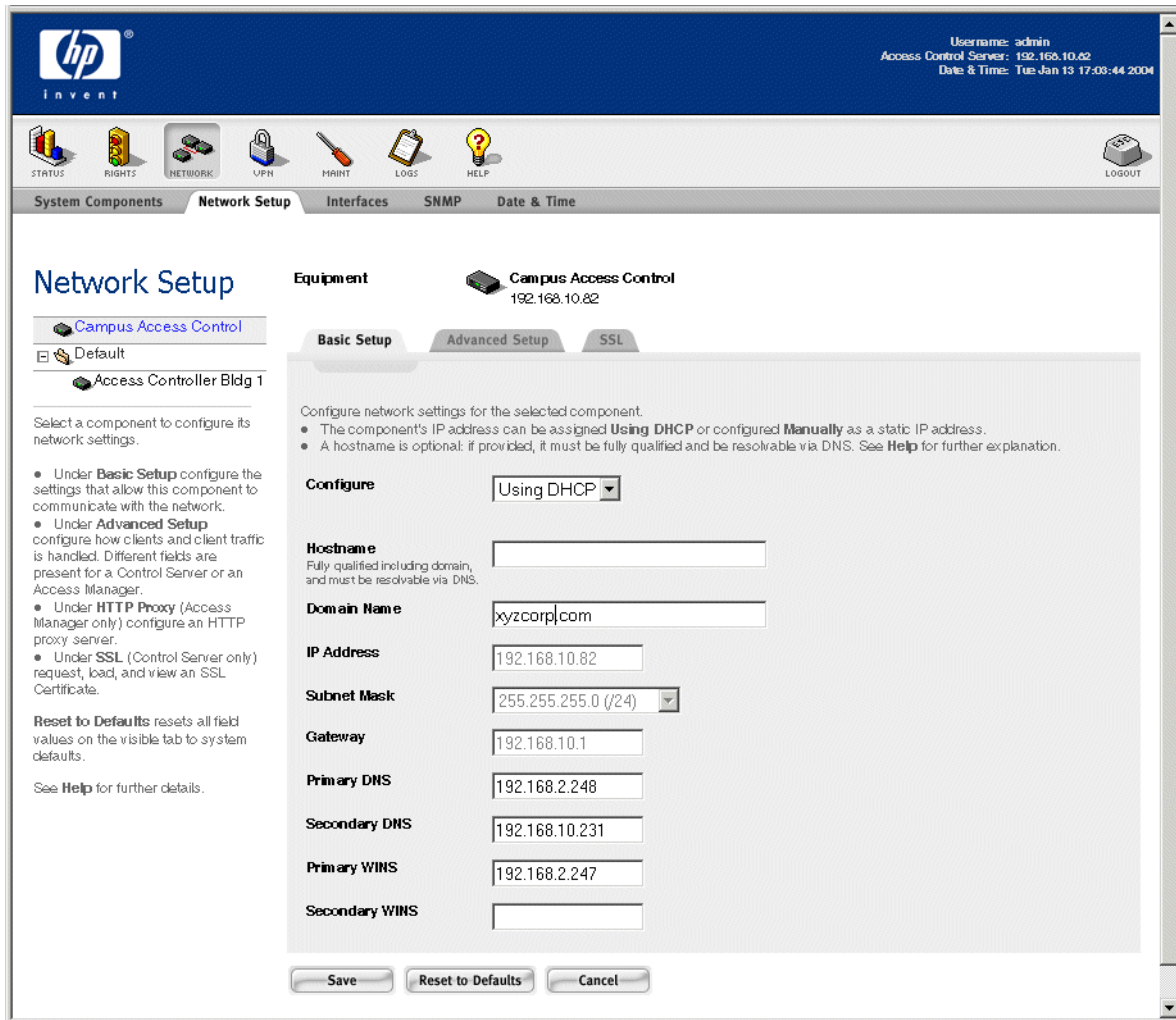 hp
®
invent
Username: admin
Access Control Server: 192.168.10.82
Date & Time: Tue Jan 13 17:03:44 2004
STATUS
RIGHTS
NETWORK
VPN
MAINT
LOGS
HELP
LOGOUT
System Components
Network Setup
Interfaces
SNMP
Date & Time
Network Setup
Campus Access Control
Default
Access Controller Bldg 1
Select a component to configure its
network settings.
• Under Basic Setup configure the
settings that allow this component to
communicate with the network.
• Under Advanced Setup
configure how clients and client traffic
is handled. Different fields are
present for a Control Server or an
Access Manager.
• Under HTTP Proxy (Access
Manager only) configure an HTTP
proxy server.
• Under SSL (Control Server only)
request, load, and view an SSL
Certificate.
Reset to Defaults resets all field
values on the visible tab to system
defaults.
See Help for further details.
Equipment
Campus Access Control
192.168.10.82
Basic Setup
Advanced Setup
SSL
Configure network settings for the selected component.
• The component's IP address can be assigned Using DHCP or configured Manually as a static IP address.
• A hostname is optional: if provided, it must be fully qualified and be resolvable via DNS. See Help for further explanation.
Configure
Using DHCP
Hostname
Fully qualified including domain,
and must be resolvable via DNS.
Domain Name
xyzcorp.com
IP Address
192.168.10.82
Subnet Mask
255.255.255.0 (/24)
Gateway
192.168.10.1
Primary DNS
192.168.2.248
Secondary DNS
192.168.10.231
Primary WINS
192.168.2.247
Secondary WINS
Save
Reset to Defaults
Cancel